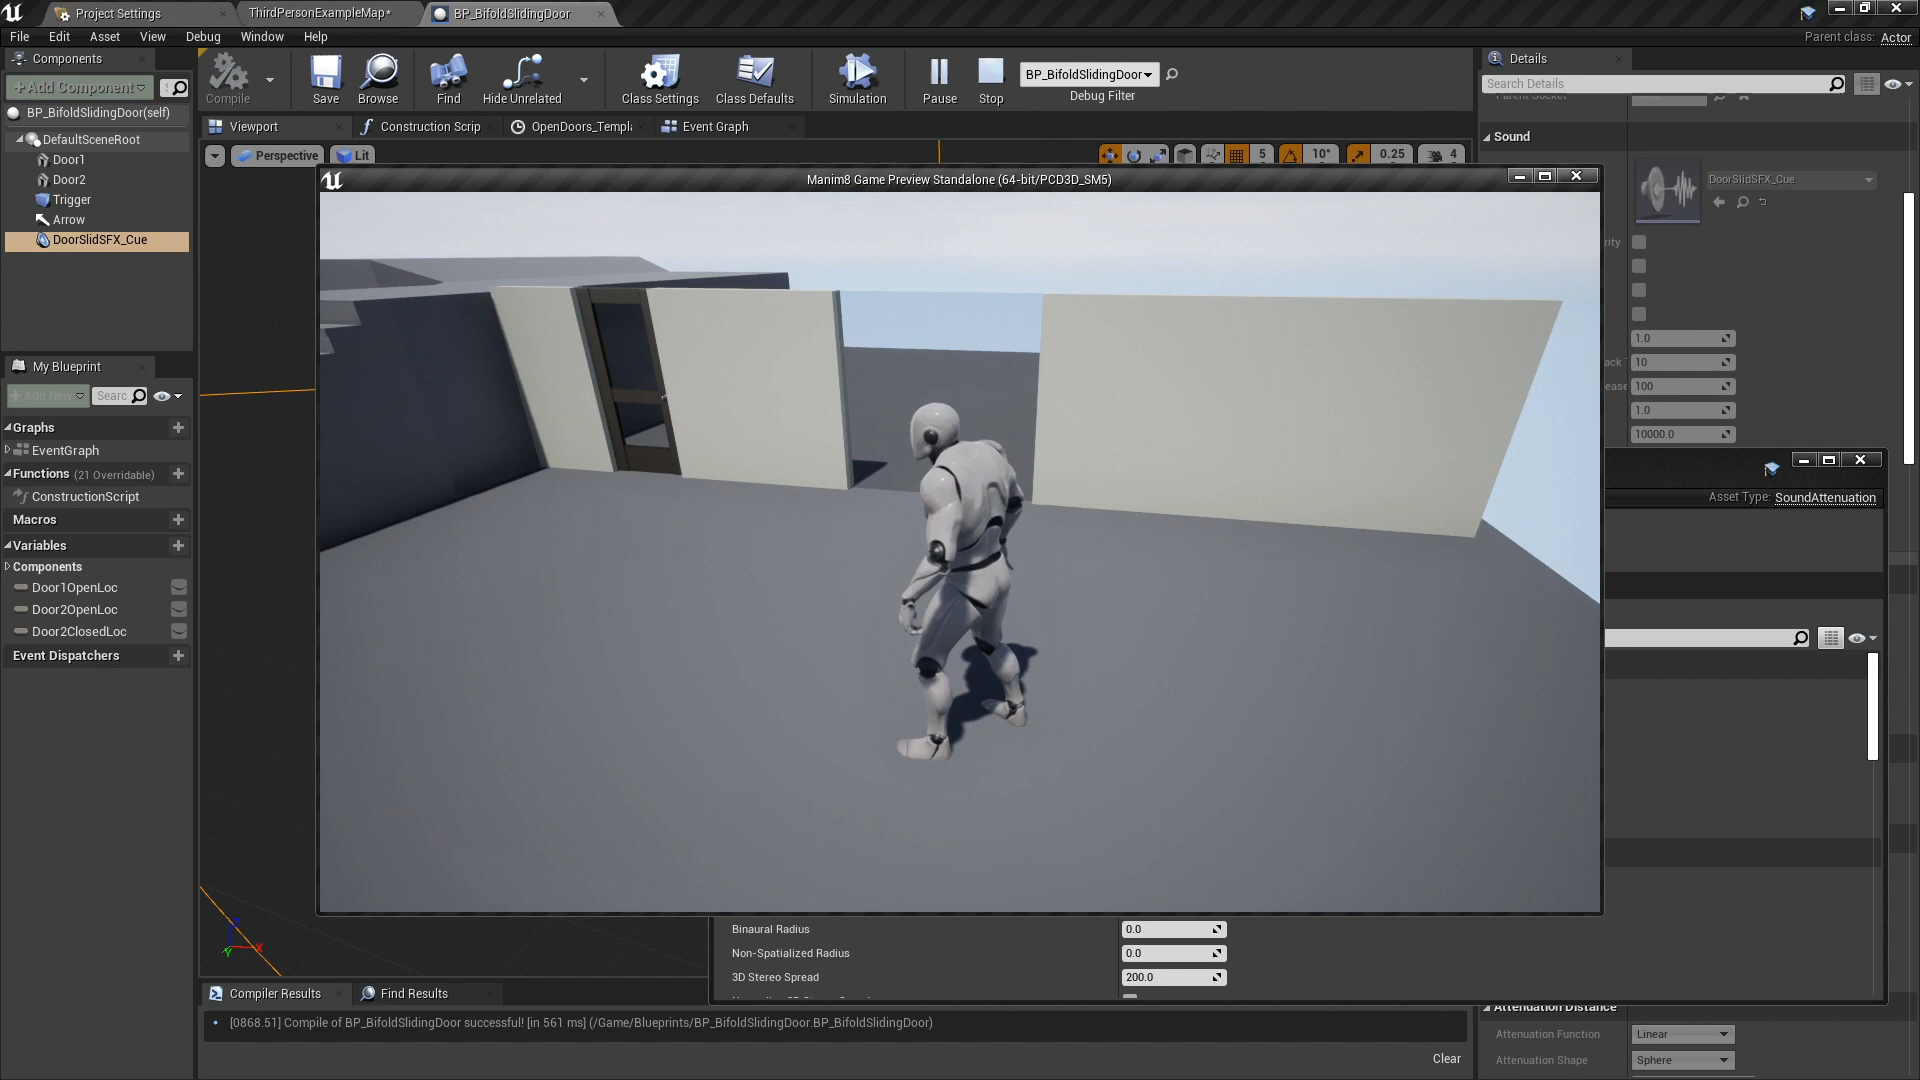 Project Settings
ThirdPersonExampleMap*
BP_BifoldSlidingDoor
File
Edit
Asset
View
Debug
Window
Help
Parent class: Actor
Components
Add Component
BP_BifoldSlidingDoor(self)
DefaultSceneRoot
Door1
Door2
Trigger
Arrow
DoorSlidSFX_Cue
Compile
Save
Browse
Find
Hide Unrelated
Class Settings
Class Defaults
Simulation
Pause
Stop
BP_BifoldSlidingDoor
Debug Filter
Viewport
Construction Scrip
OpenDoors_Templ
Event Graph
Perspective
Lit
5
10°
0.25
4
Manim8 Game Preview Standalone (64-bit/PCD3D_SM5)
My Blueprint
Add New
Searc
Graphs
EventGraph
Functions (21 Overridable)
ConstructionScript
Macros
Variables
Components
Door1OpenLoc
Door2OpenLoc
Door2ClosedLoc
Event Dispatchers
Details
Search Details
Parent Socket
Sound
DoorSlidSFX_Cue
rity
1.0
ack
10
ease
100
1.0
10000.0
Asset Type: SoundAttenuation
Binaural Radius
0.0
Non-Spatialized Radius
0.0
3D Stereo Spread
200.0
Compiler Results
Find Results
[0868.51] Compile of BP_BifoldSlidingDoor successful! [in 561 ms] (/Game/Blueprints/BP_BifoldSlidingDoor.BP_BifoldSlidingDoor)
Clear
Attenuation Distance
Attenuation Function
Linear
Attenuation Shape
Sphere